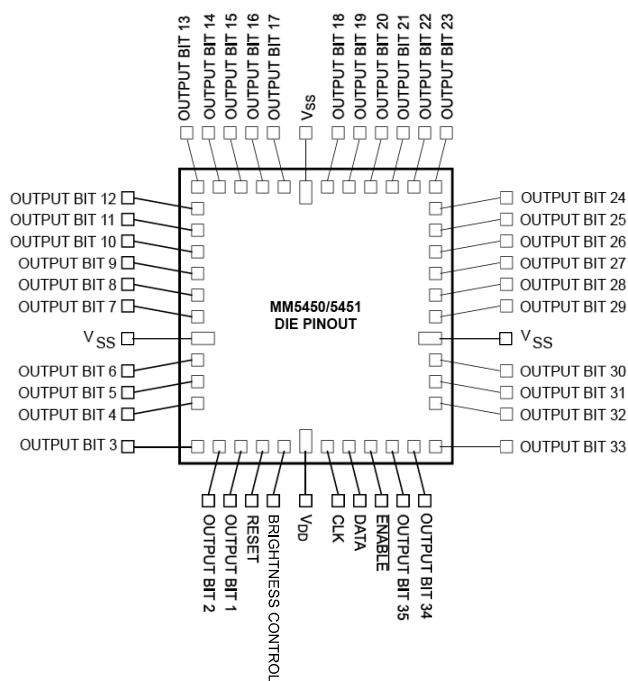 OUTPUT BIT 13
OUTPUT BIT 14
OUTPUT BIT 15
OUTPUT BIT 16
OUTPUT BIT 17
VSS
OUTPUT BIT 18
OUTPUT BIT 19
OUTPUT BIT 20
OUTPUT BIT 21
OUTPUT BIT 22
OUTPUT BIT 23
OUTPUT BIT 12
OUTPUT BIT 11
OUTPUT BIT 10
OUTPUT BIT 9
OUTPUT BIT 8
OUTPUT BIT 7
VSS
OUTPUT BIT 6
OUTPUT BIT 5
OUTPUT BIT 4
OUTPUT BIT 3
MM5450/5451
DIE PINOUT
OUTPUT BIT 24
OUTPUT BIT 25
OUTPUT BIT 26
OUTPUT BIT 27
OUTPUT BIT 28
OUTPUT BIT 29
VSS
OUTPUT BIT 30
OUTPUT BIT 31
OUTPUT BIT 32
OUTPUT BIT 33
OUTPUT BIT 2
OUTPUT BIT 1
RESET
BRIGHTNESS CONTROL
VDD
CLK
DATA
ENABLE
OUTPUT BIT 35
OUTPUT BIT 34